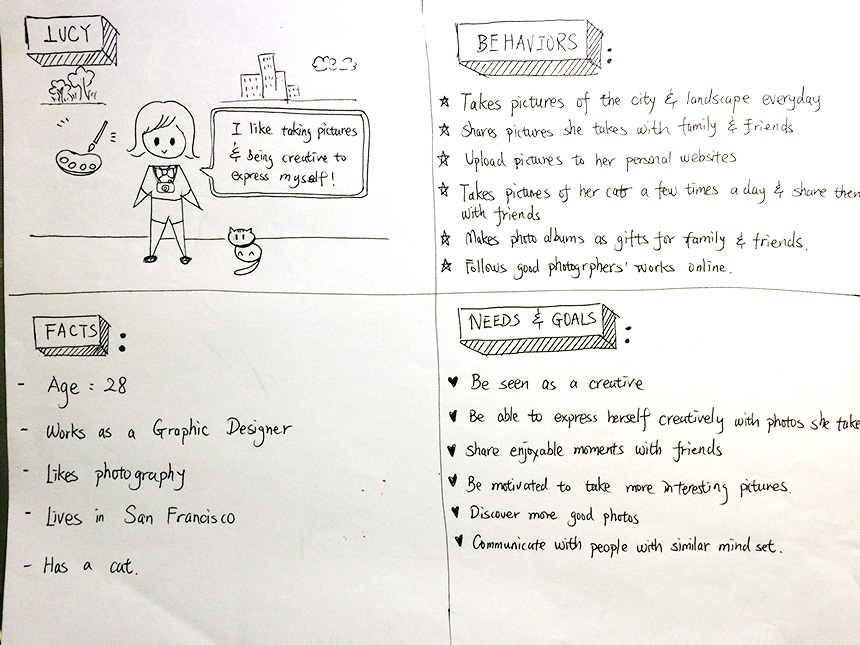 LUCY
I like taking pictures
& being creative to
express myself!
BEHAVIORS :
☆ Takes pictures of the city & landscape everyday
☆ Shares pictures she takes with family & friends
☆ Upload pictures to her personal websites
☆ Takes pictures of her cat a few times a day & share them
with friends
☆ Makes photo albums as gifts for family & friends.
☆ Follows good photogrphers' works online.
FACTS :
- Age : 28
- Works as a Graphic Designer
- Likes photography
- Lives in San Francisco
- Has a cat.
NEEDS & GOALS :
♥ Be seen as a creative
♥ Be able to express herself creatively with photos she take
♥ Share enjoyable moments with friends
♥ Be motivated to take more interesting pitures.
♥ Discover more good photos
♥ Communicate with people with similar mind set.